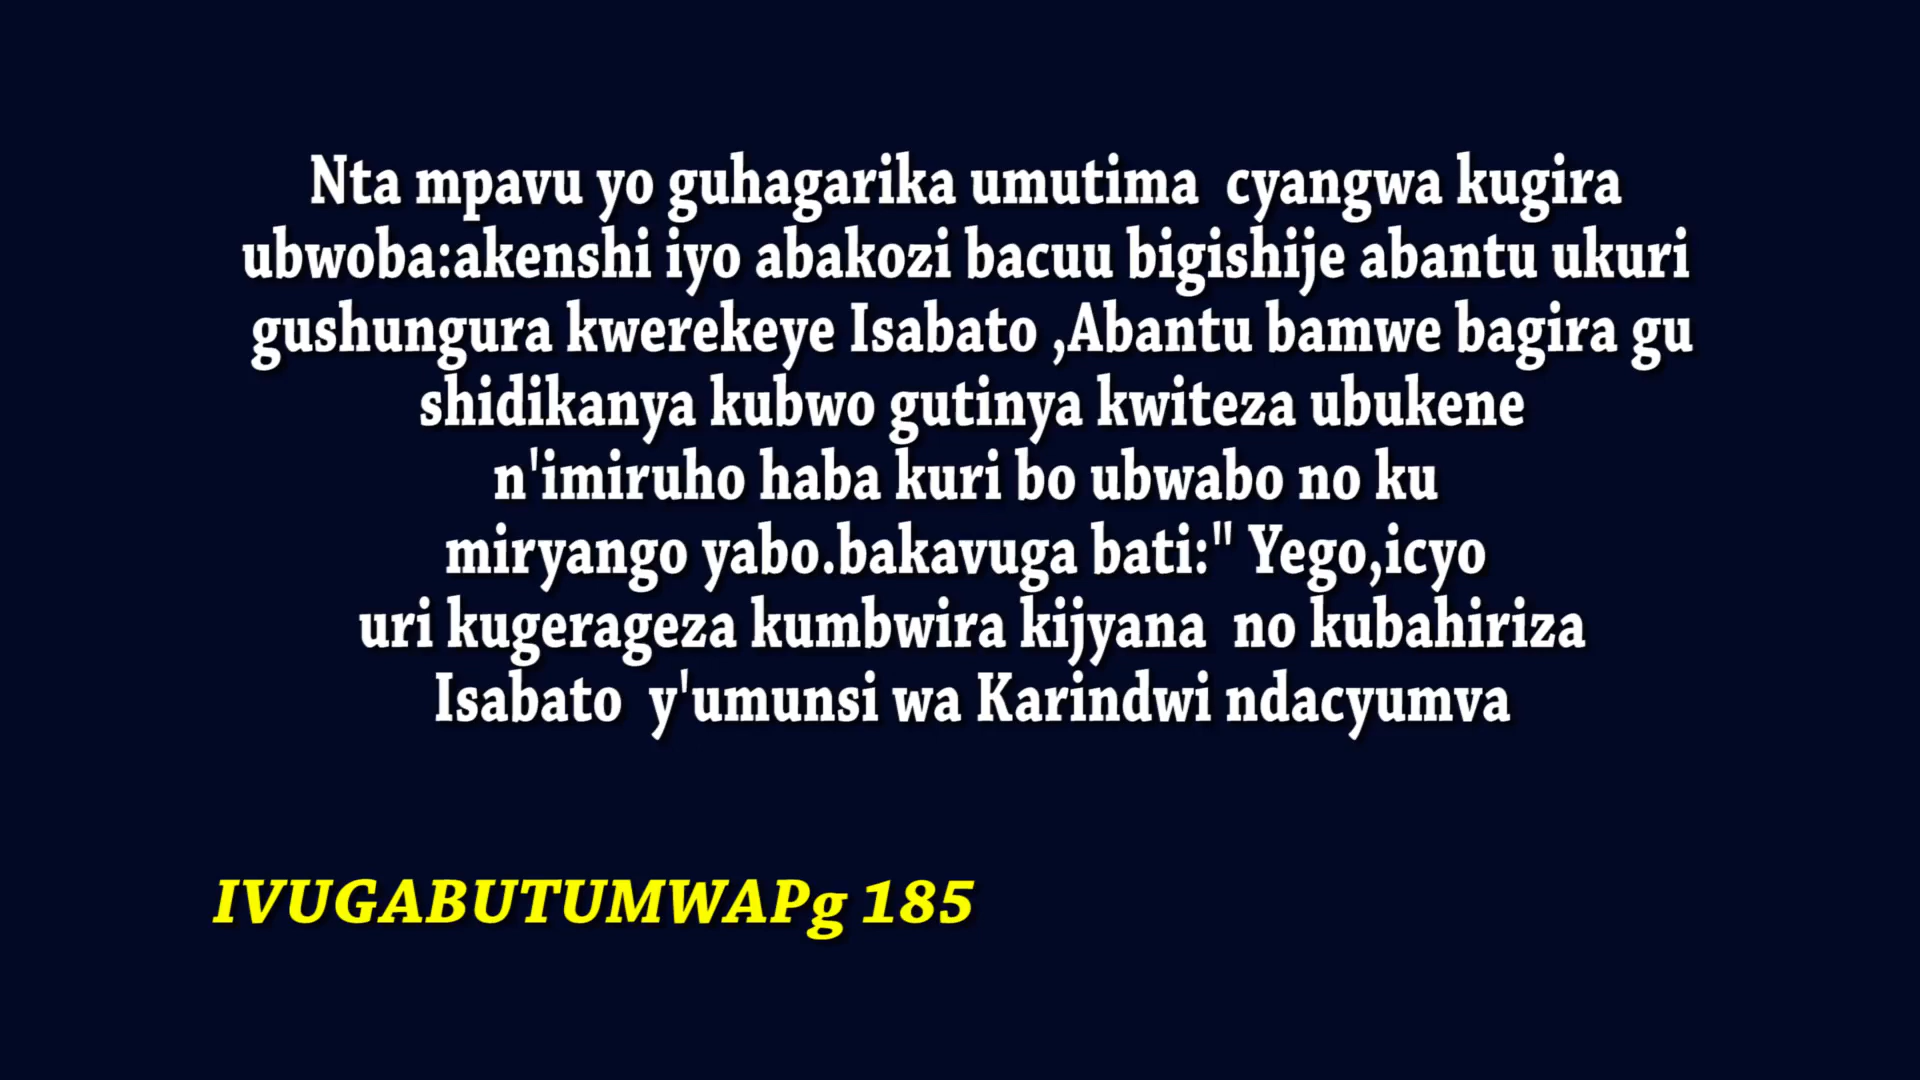 Nta mpavu yo guhagarika umutima  cyangwa kugira
ubwoba:akenshi iyo abakozi bacuu bigishije abantu ukuri
gushungura kwerekeye Isabato ,Abantu bamwe bagira gu
shidikanya kubwo gutinya kwiteza ubukene
n'imiruho haba kuri bo ubwabo no ku
miryango yabo.bakavuga bati:" Yego,icyo
uri kugerageza kumbwira kijyana  no kubahiriza
Isabato  y'umunsi wa Karindwi ndacyumva
IVUGABUTUMWAPg 185